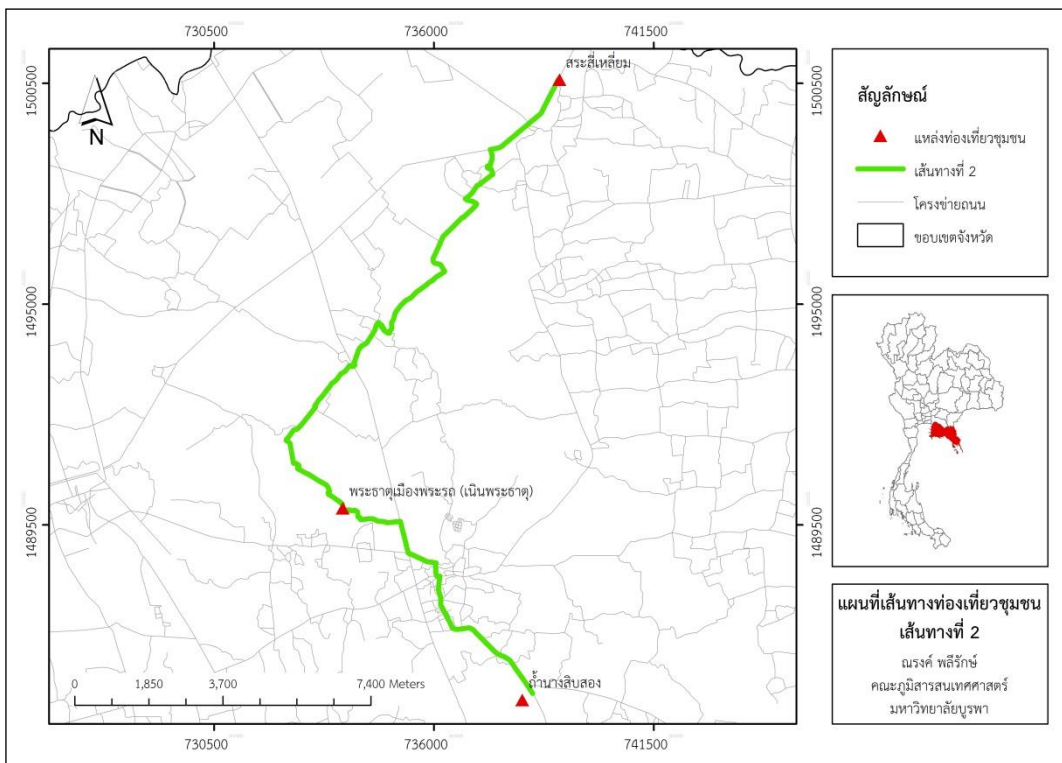 730500
736000
741500
1500500
1495000
1489500
สระสี่เหลี่ยม
N
พระธาตุเมืองพระรถ (เนินพระธาตุ)
ถ้ำนางสิบสอง
0
1,850
3,700
7,400 Meters
730500
736000
741500
1500500
1495000
1489500
สัญลักษณ์
แหล่งท่องเที่ยวชุมชน
เส้นทางที่ 2
โครงข่ายถนน
ขอบเขตจังหวัด
แผนที่เส้นทางท่องเที่ยวชุมชน
เส้นทางที่ 2
ณรงค์ พลีรักษ์
คณะภูมิสารสนเทศศาสตร์
มหาวิทยาลัยบูรพา